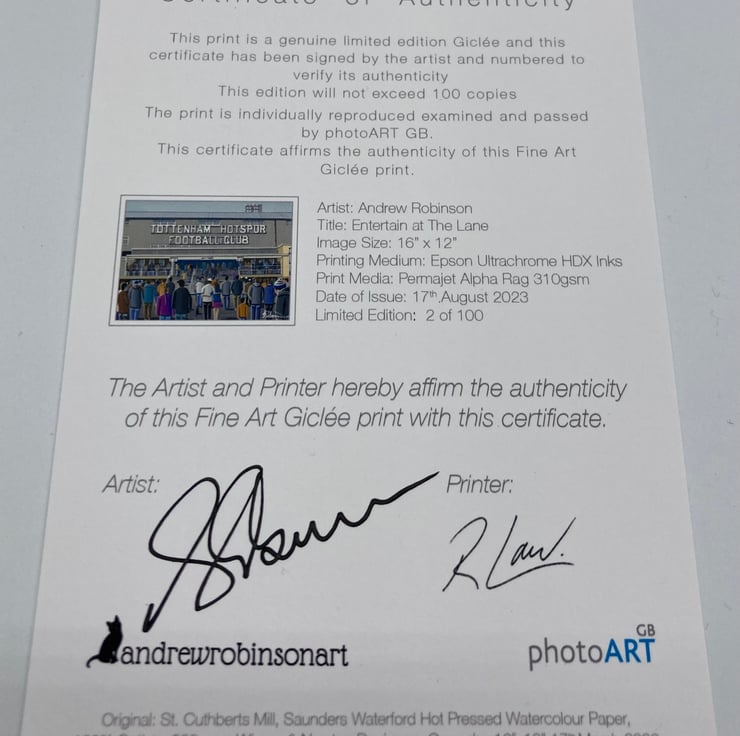 Certificate of Authenticity
This print is a genuine limited edition Giclée and this
certificate has been signed by the artist and numbered to
verify its authenticity
This edition will not exceed 100 copies
The print is individually reproduced examined and passed
by photoART GB.
This certificate affirms the authenticity of this Fine Art
Giclée print.
TOTTENHAM HOTSPUR
FOOTBALL CLUB
Artist: Andrew Robinson
Title: Entertain at The Lane
Image Size: 16" x 12"
Printing Medium: Epson Ultrachrome HDX Inks
Print Media: Permajet Alpha Rag 310gsm
Date of Issue: 17th August 2023
Limited Edition: 2 of 100
The Artist and Printer hereby affirm the authenticity
of this Fine Art Giclée print with this certificate.
Artist:
Printer:
R Law.
andrewrobinsonart
photoART GB
Original: St. Cuthberts Mill, Saunders Waterford Hot Pressed Watercolour Paper,